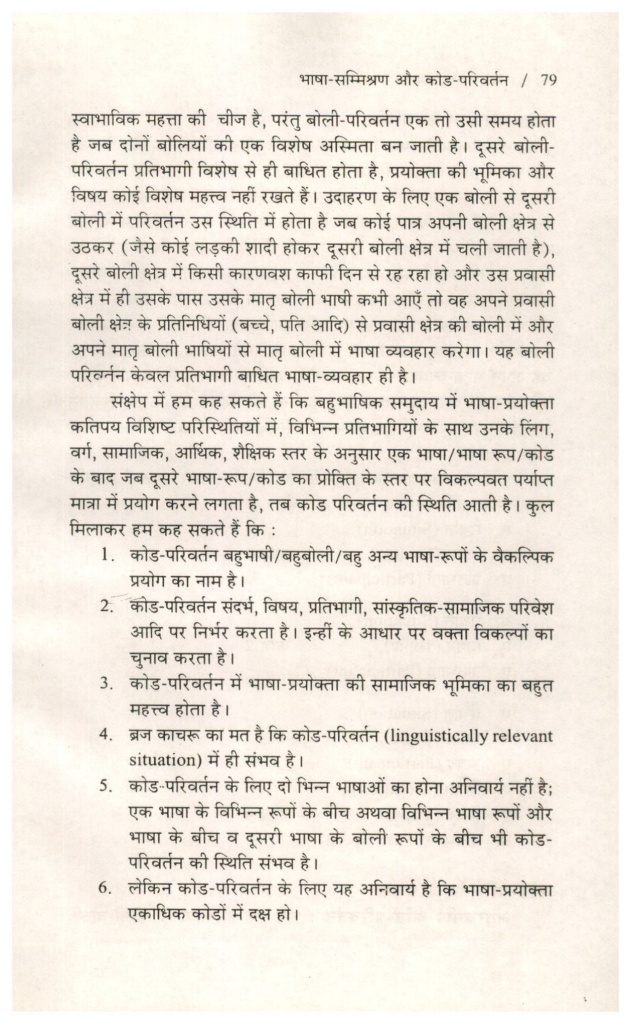 भाषा-सम्मिश्रण और कोड-परिवर्तन / 79
स्वाभाविक महत्ता की चीज है, परंतु बोली-परिवर्तन एक तो उसी समय होता
है जब दोनों बोलियों की एक विशेष अस्मिता बन जाती है। दूसरे बोली-
परिवर्तन प्रतिभागी विशेष से ही बाधित होता है, प्रयोक्ता की भूमिका और
विषय कोई विशेष महत्त्व नहीं रखते हैं। उदाहरण के लिए एक बोली से दूसरी
बोली में परिवर्तन उस स्थिति में होता है जब कोई पात्र अपनी बोली क्षेत्र से
उठकर (जैसे कोई लड़की शादी होकर दूसरी बोली क्षेत्र में चली जाती है),
दूसरे बोली क्षेत्र में किसी कारणवश काफी दिन से रह रहा हो और उस प्रवासी
क्षेत्र में ही उसके पास उसके मातृ बोली भाषी कभी आएँ तो वह अपने प्रवासी
बोली क्षेत्र के प्रतिनिधियों (बच्चे, पति आदि) से प्रवासी क्षेत्र की बोली में और
अपने मातृ बोली भाषियों से मातृ बोली में भाषा व्यवहार करेगा। यह बोली
परिवर्तन केवल प्रतिभागी बाधित भाषा-व्यवहार ही है।
संक्षेप में हम कह सकते हैं कि बहुभाषिक समुदाय में भाषा-प्रयोक्ता
कतिपय विशिष्ट परिस्थितियों में, विभिन्न प्रतिभागियों के साथ उनके लिंग,
वर्ग, सामाजिक, आर्थिक, शैक्षिक स्तर के अनुसार एक भाषा/भाषा रूप/कोड
के बाद जब दूसरे भाषा-रूप/कोड का प्रोक्ति के स्तर पर विकल्पवत पर्याप्त
मात्रा में प्रयोग करने लगता है, तब कोड परिवर्तन की स्थिति आती है। कुल
मिलाकर हम कह सकते हैं कि :
1. कोड-परिवर्तन बहुभाषी/बहुबोली/बहु अन्य भाषा-रूपों के वैकल्पिक
प्रयोग का नाम है।
2. कोड-परिवर्तन संदर्भ, विषय, प्रतिभागी, सांस्कृतिक-सामाजिक परिवेश
आदि पर निर्भर करता है। इन्हीं के आधार पर वक्ता विकल्पों का
चुनाव करता है।
3. कोड-परिवर्तन में भाषा-प्रयोक्ता की सामाजिक भूमिका का बहुत
महत्त्व होता है।
4. ब्रज काचरू का मत है कि कोड-परिवर्तन (linguistically relevant
situation) में ही संभव है।
5. कोड-परिवर्तन के लिए दो भिन्न भाषाओं का होना अनिवार्य नहीं है;
एक भाषा के विभिन्न रूपों के बीच अथवा विभिन्न भाषा रूपों और
भाषा के बीच व दूसरी भाषा के बोली रूपों के बीच भी कोड-
परिवर्तन की स्थिति संभव है।
6. लेकिन कोड-परिवर्तन के लिए यह अनिवार्य है कि भाषा-प्रयोक्ता
एकाधिक कोडों में दक्ष हो।